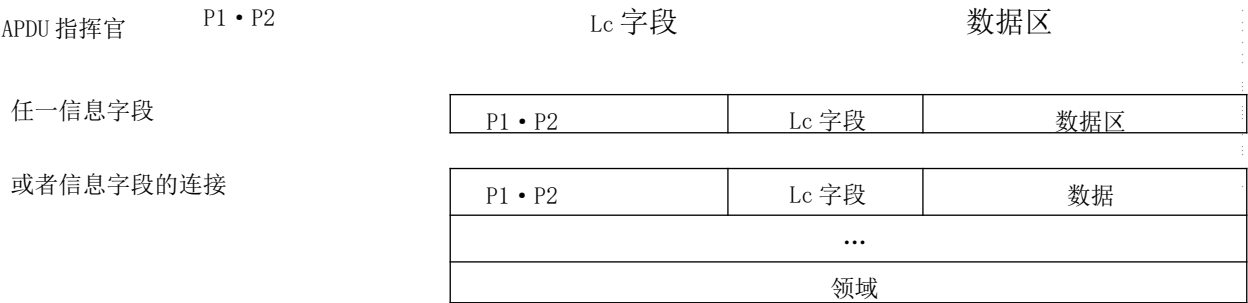 APDU 指挥官 P1·P2 Lc 字段 数据区
任一信息字段 P1·P2 Lc 字段 数据区
或者信息字段的连接 P1·P2 Lc 字段 数据
…
领域